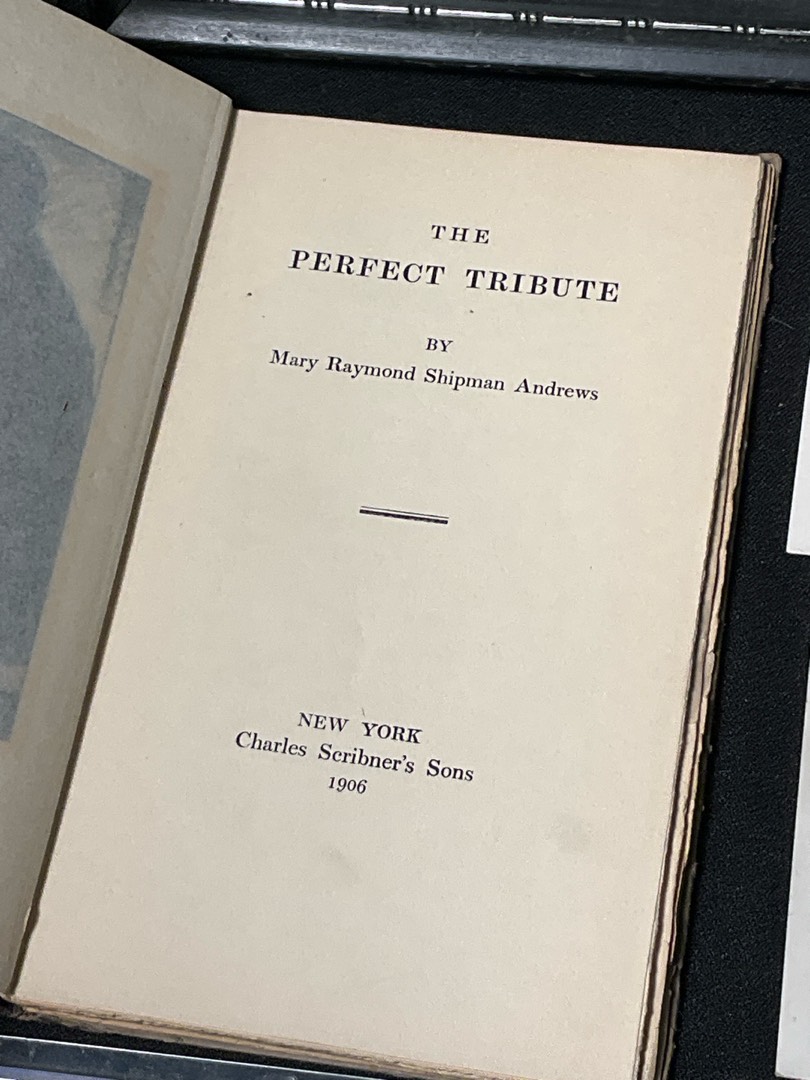 THE
PERFECT TRIBUTE
BY
Mary Raymond Shipman Andrews
NEW YORK
Charles Scribner's Sons
1906